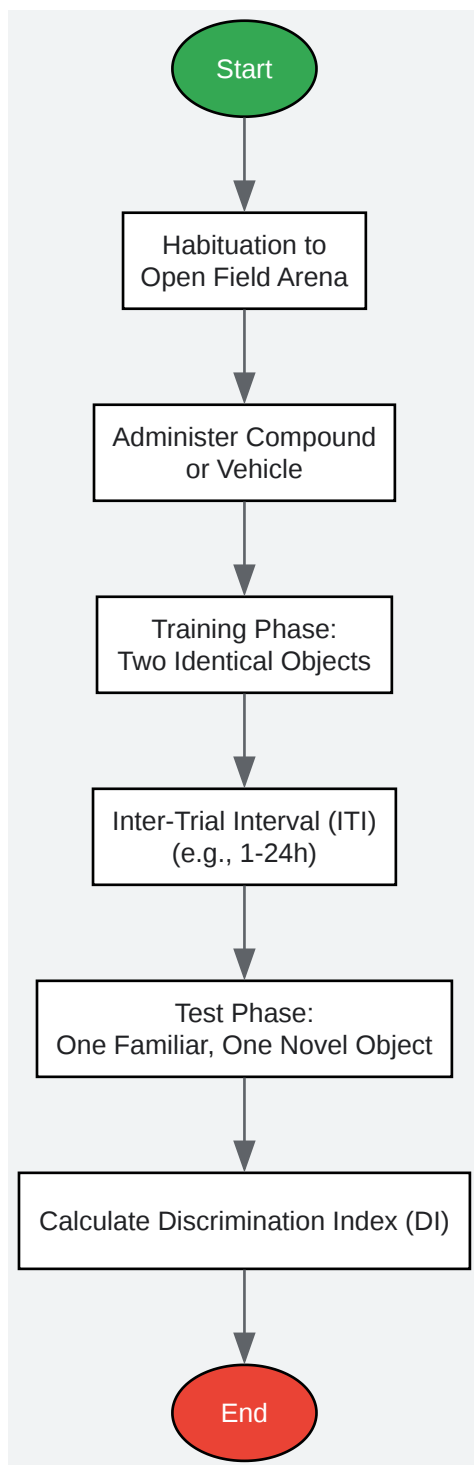 Start
Habituation to
Open Field Arena
Administer Compound
or Vehicle
Training Phase:
Two Identical Objects
Inter-Trial Interval (ITI)
(e.g., 1-24h)
Test Phase:
One Familiar, One Novel Object
Calculate Discrimination Index (DI)
End